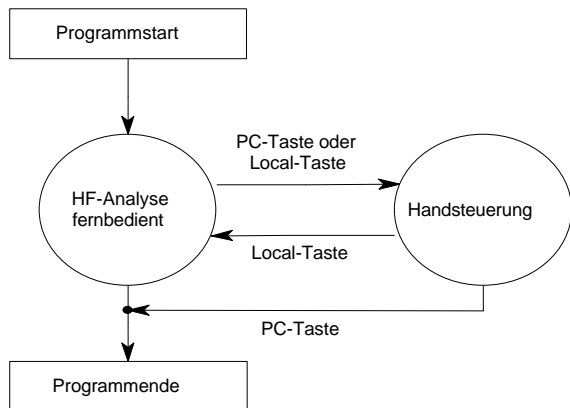 Programmstart
PC-Taste oder
Local-Taste
HF-Analyse
fernbedient
Handsteuerung
Local-Taste
PC-Taste
Programmende